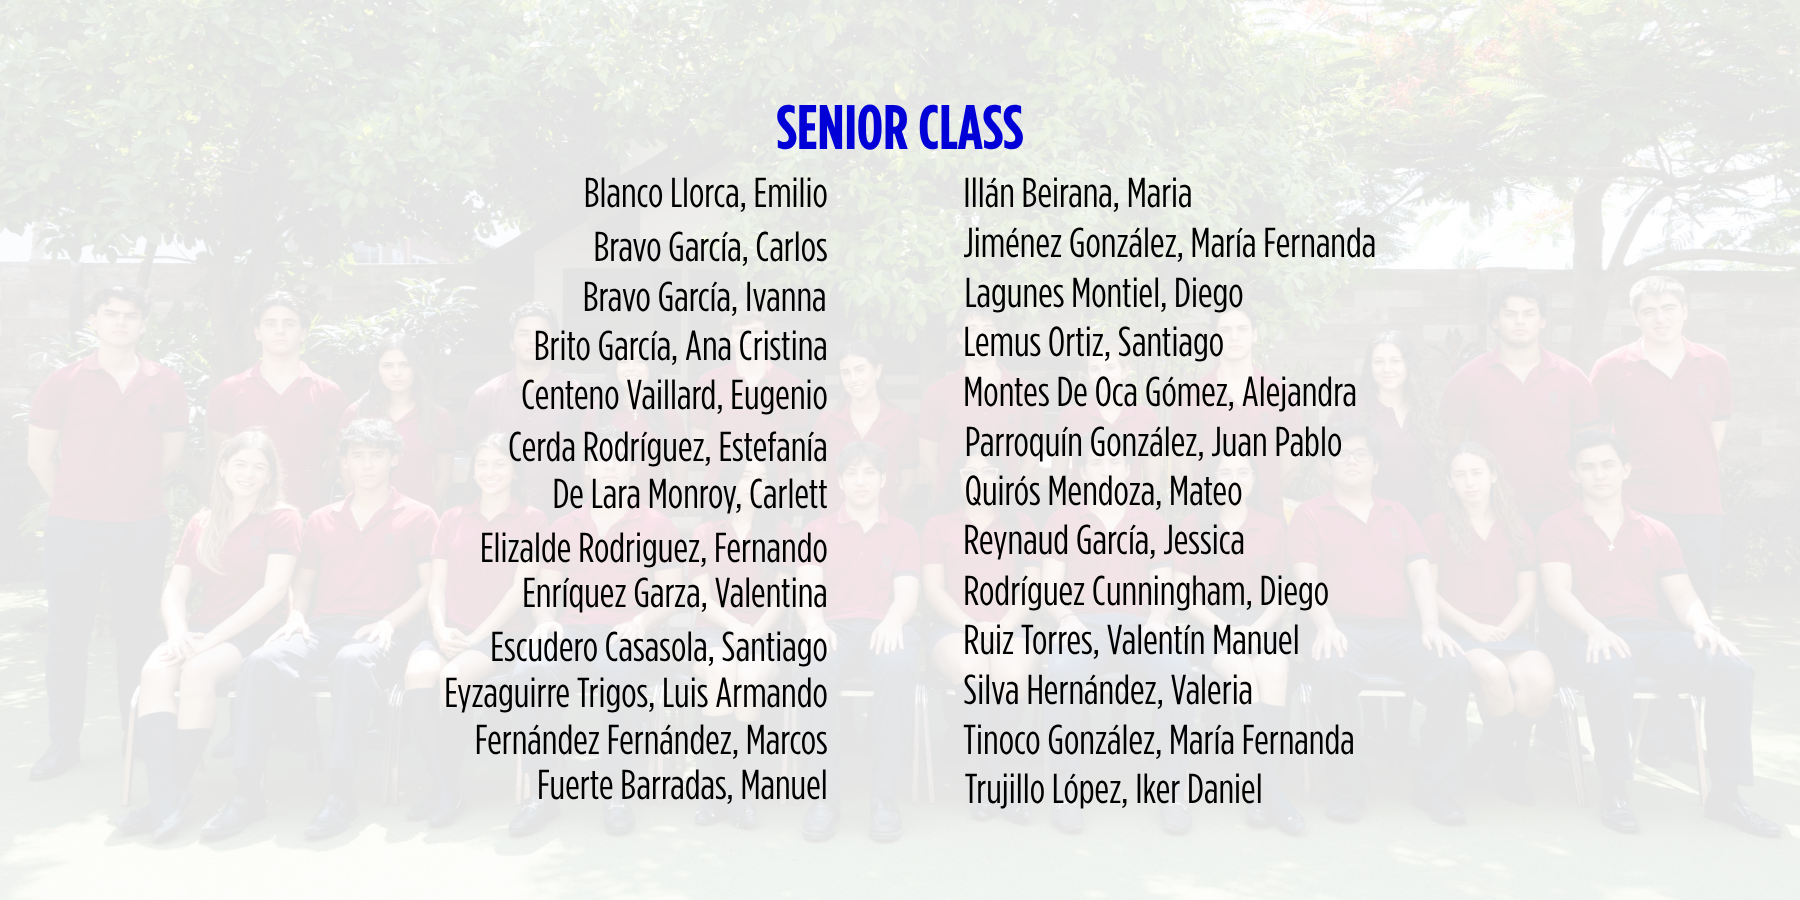 SENIOR CLASS
Blanco Llorca, Emilio
Bravo García, Carlos
Bravo García, Ivanna
Brito García, Ana Cristina
Centeno Vaillard, Eugenio
Cerda Rodríguez, Estefanía
De Lara Monroy, Carlett
Elizalde Rodriguez, Fernando
Enríquez Garza, Valentina
Escudero Casasola, Santiago
Eyzaguirre Trigos, Luis Armando
Fernández Fernández, Marcos
Fuerte Barradas, Manuel
Illán Beirana, Maria
Jiménez González, María Fernanda
Lagunes Montiel, Diego
Lemus Ortiz, Santiago
Montes De Oca Gómez, Alejandra
Parroquín González, Juan Pablo
Quirós Mendoza, Mateo
Reynaud García, Jessica
Rodríguez Cunningham, Diego
Ruiz Torres, Valentín Manuel
Silva Hernández, Valeria
Tinoco González, María Fernanda
Trujillo López, Iker Daniel